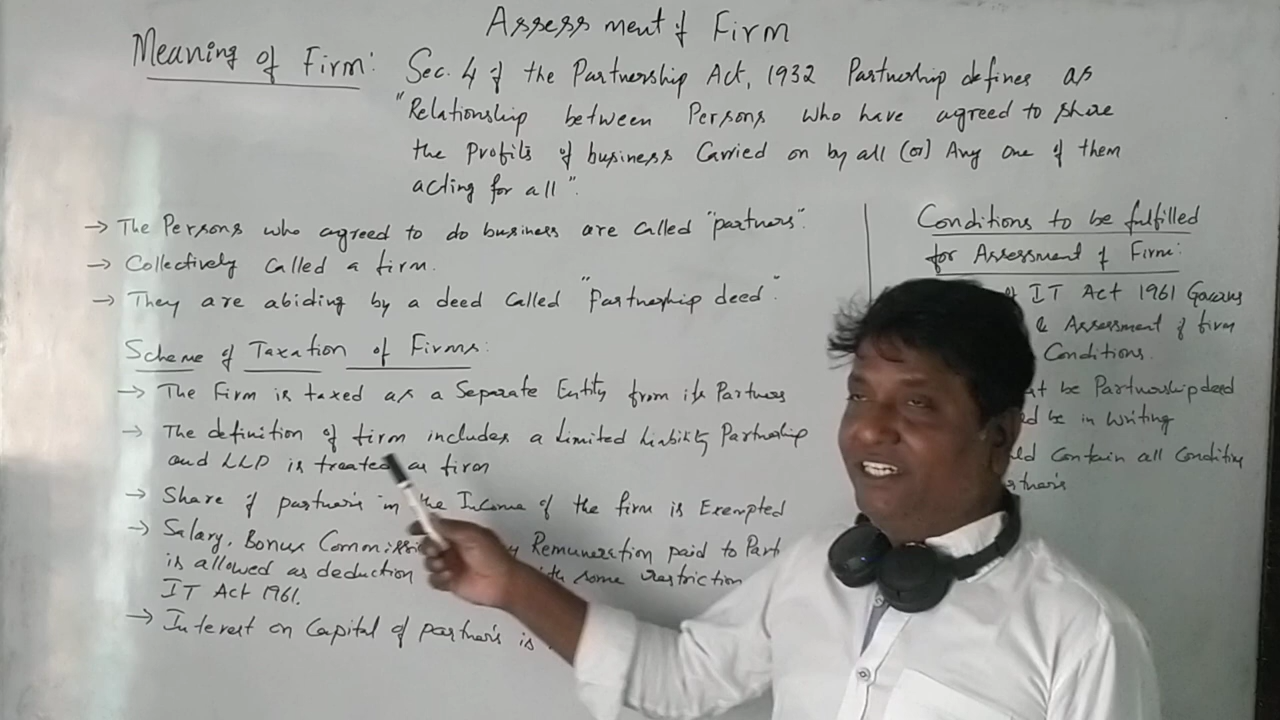 Assessment of Firm
Meaning of Firm: Sec. 4 of the Partnership Act, 1932 Partnership defines as
"Relationship between Persons who have agreed to share
the Profits of business Carried on by all (or) Any one of them
acting for all".
→ The Persons who agreed to do business are called "partners".
→ Collectively Called a firm.
→ They are abiding by a deed called "Partnership deed".
Scheme of Taxation of Firms:
→ The Firm is taxed as a Separate Entity from its Partners
→ The definition of firm includes a Limited Liability Partnership
and LLP is treated as firm
→ Share of partners in the Income of the firm is Exempted
→ Salary, Bonus Remuneration paid to
is allowed as deduction some restriction
IT Act 1961.
→ Interest on Capital of partners is
Conditions to be fulfilled
for Assessment of Firm:
IT Act 1961 Governs
& Assessment of firm
Conditions.
be Partnership deed
be in Writing
Contain all